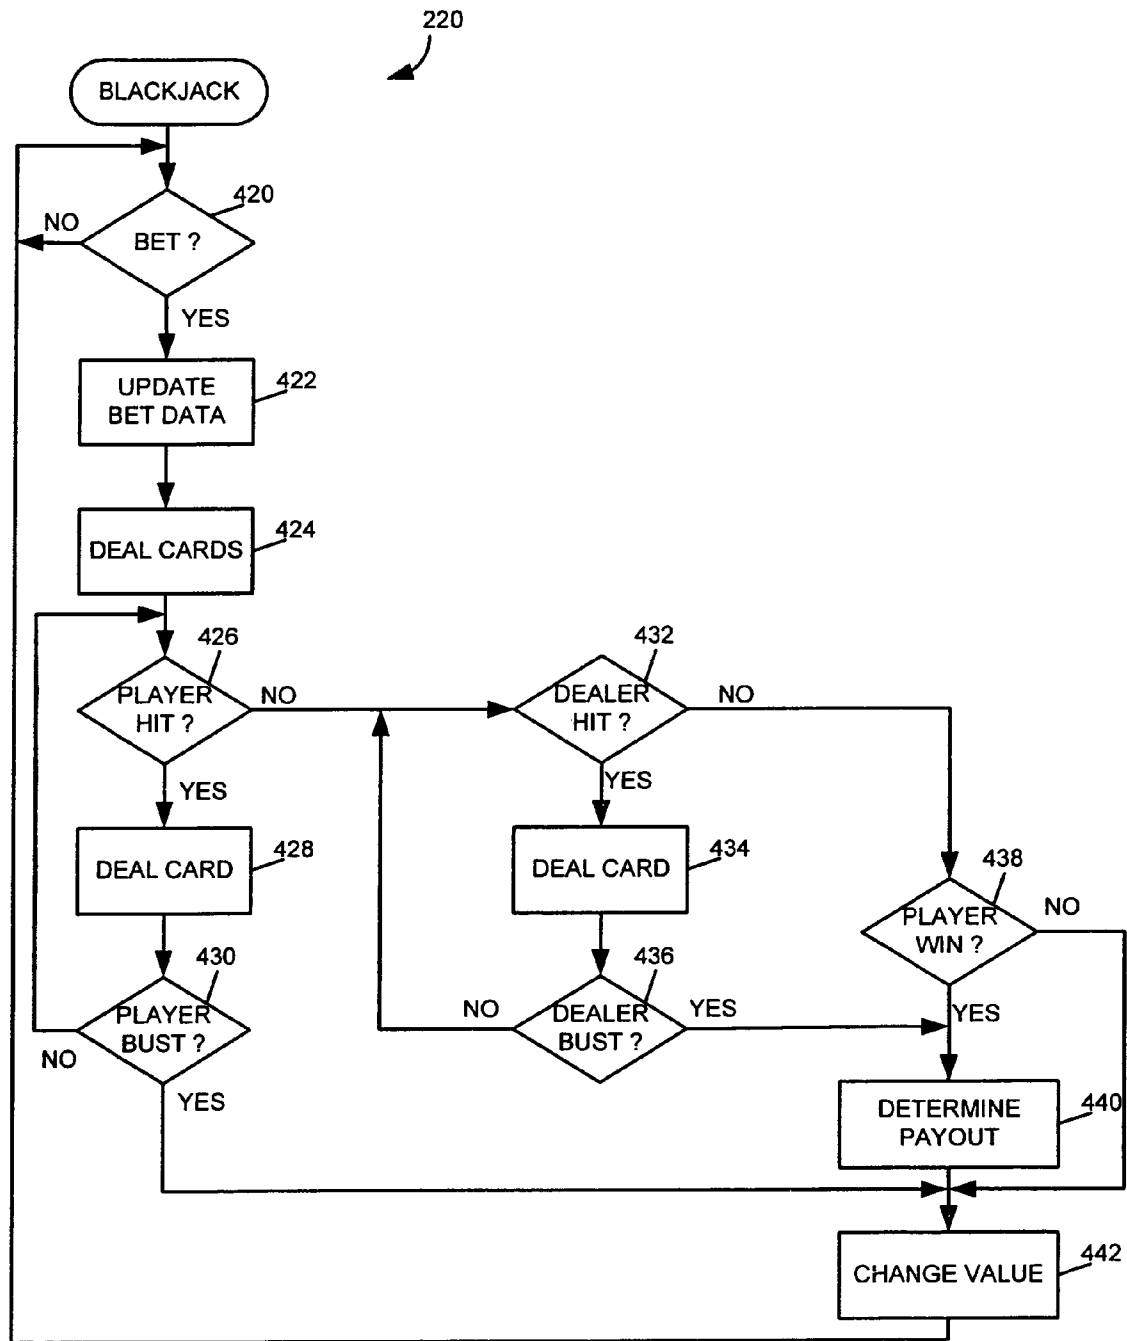 220
BLACKJACK
420
NO
BET ?
YES
UPDATE
BET DATA
422
DEAL CARDS
424
426
PLAYER
HIT ?
NO
YES
432
DEALER
HIT ?
NO
YES
DEAL CARD
428
DEAL CARD
434
438
PLAYER
WIN ?
NO
YES
430
PLAYER
BUST ?
NO
YES
436
DEALER
BUST ?
NO
YES
DETERMINE
PAYOUT
440
CHANGE VALUE
442